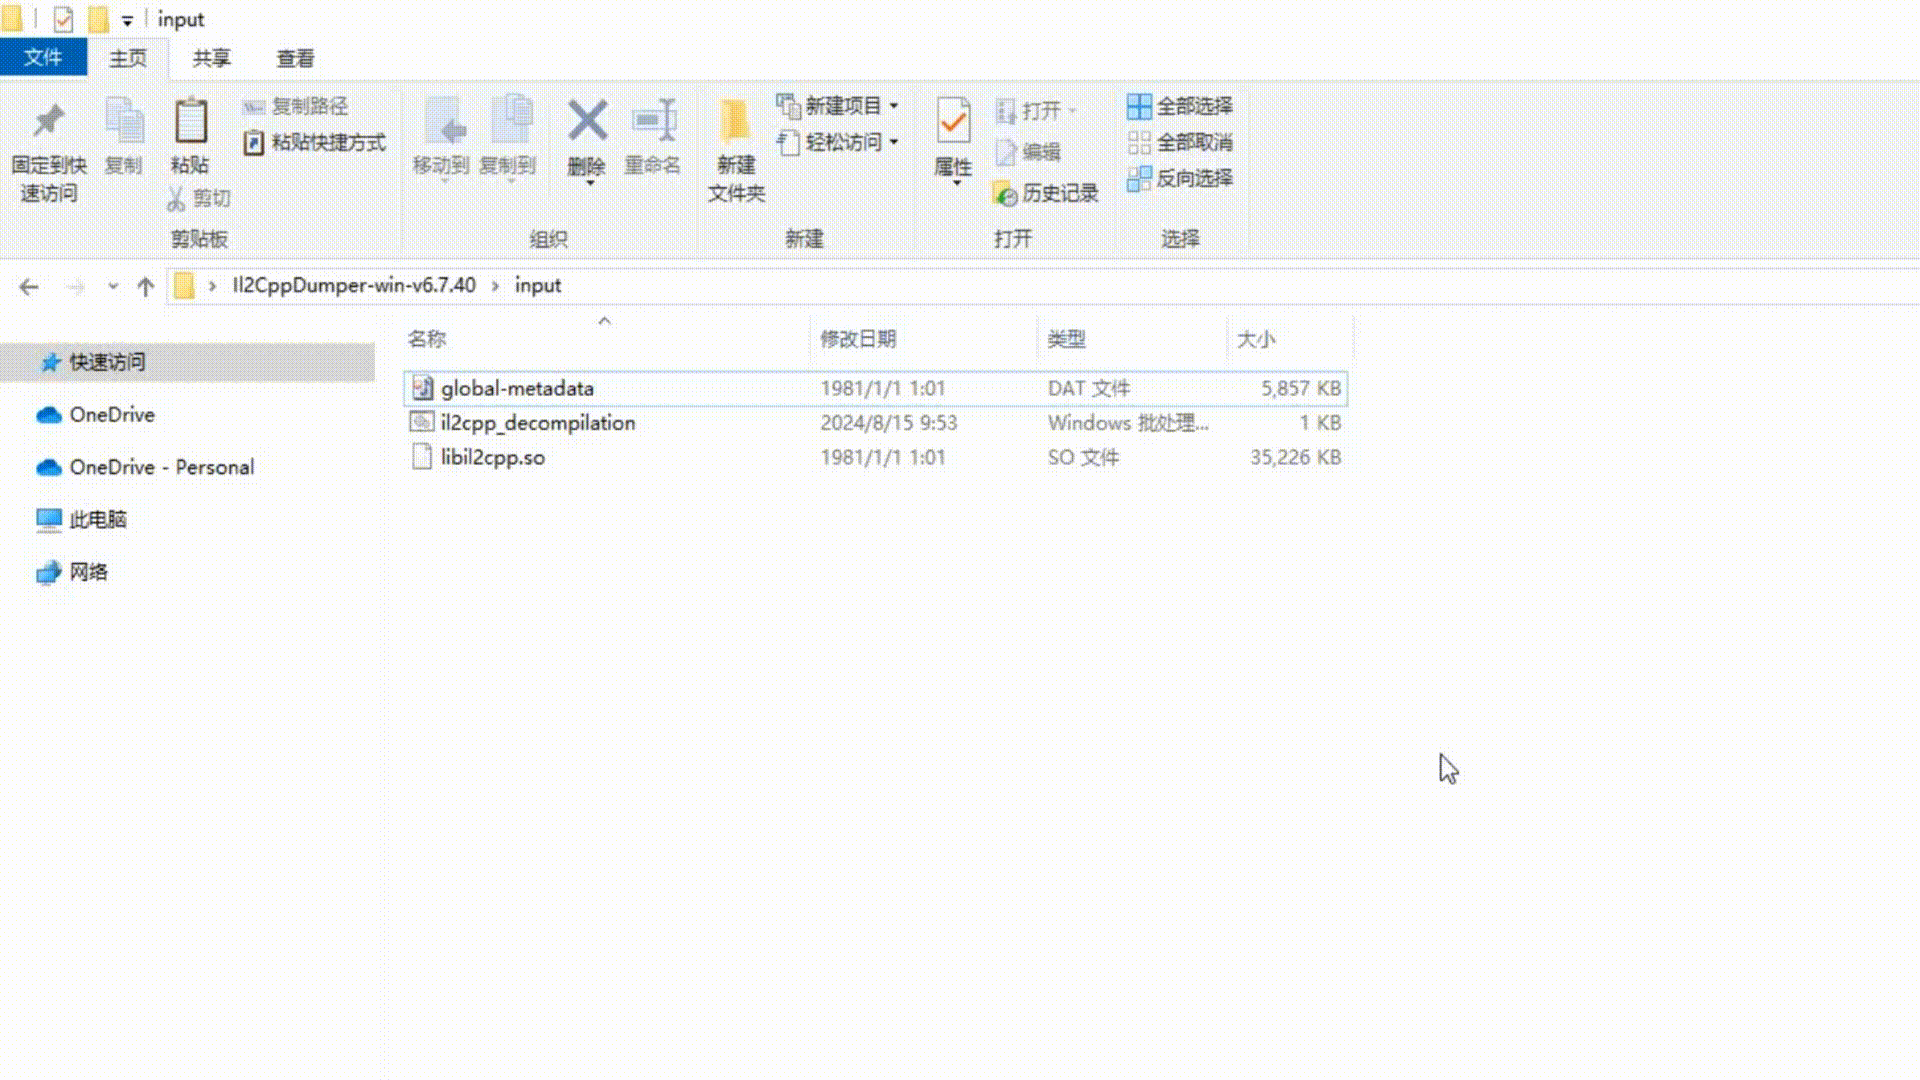 input
文件 主页 共享 查看
固定到快速访问
复制
粘贴
复制路径
粘贴快捷方式
剪切
剪贴板
移动到
复制到
删除
重命名
组织
新建
文件夹
新建项目
轻松访问
新建
属性
打开
编辑
历史记录
打开
全部选择
全部取消
反向选择
选择
Il2CppDumper-win-v6.7.40 › input
快速访问
OneDrive
OneDrive - Personal
此电脑
网络
名称 修改日期 类型 大小
global-metadata 1981/1/1 1:01 DAT 文件 5,857 KB
il2cpp_decompilation 2024/8/15 9:53 Windows 批处理... 1 KB
libil2cpp.so 1981/1/1 1:01 SO 文件 35,226 KB